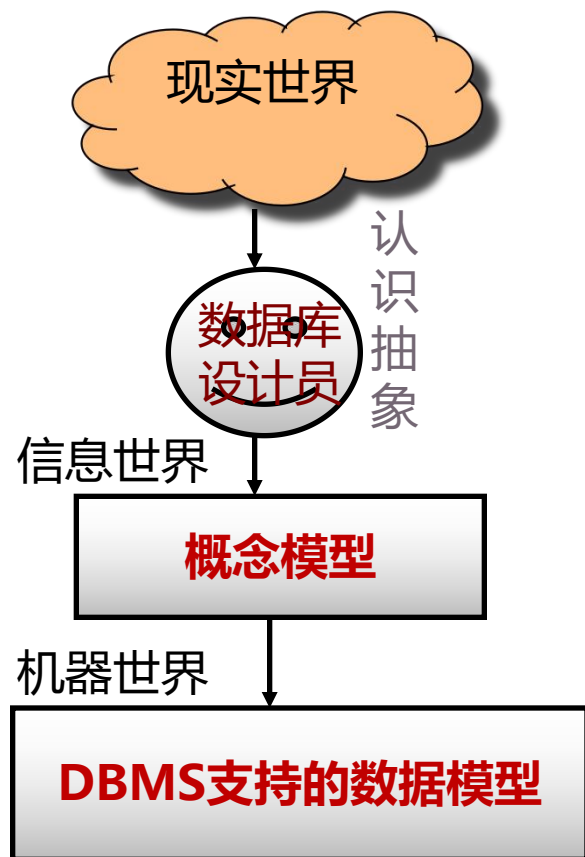 现实世界
认
识
抽
象
数据库
设计员
信息世界
概念模型
机器世界
DBMS支持的数据模型